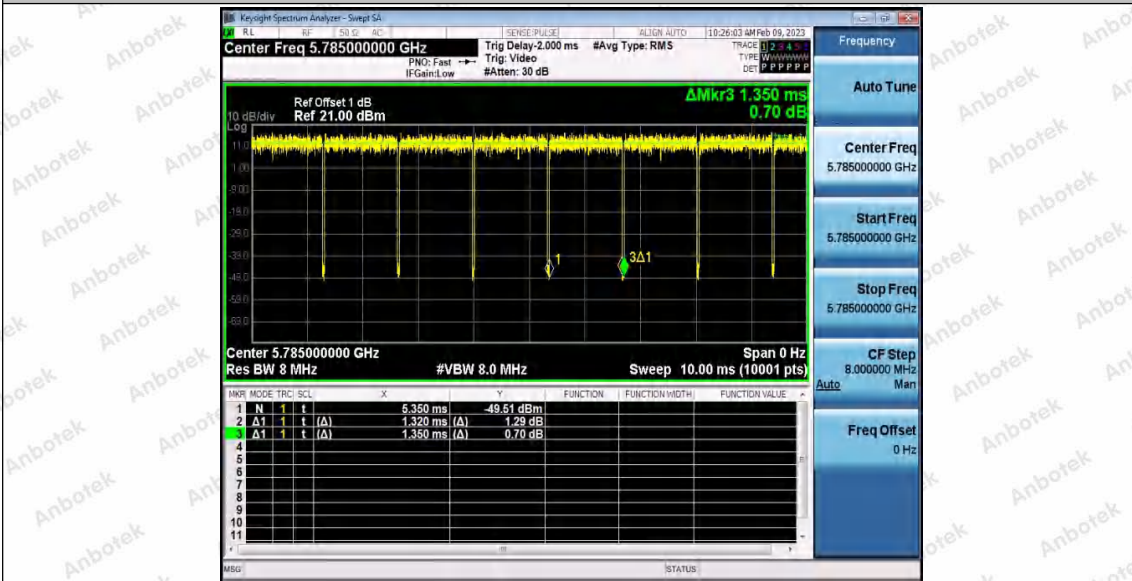 Keysight Spectrum Analyzer - Swept SA
RL RF 50 Ω AC SENSE:PULSE ALIGN AUTO 10:26:03 AM Feb 09, 2023
Center Freq 5.785000000 GHz
PNO: Fast
IFGain:Low
Trig Delay-2.000 ms
Trig: Video
#Atten: 30 dB
#Avg Type: RMS
TRACE 1 2 3 4 5
TYPE W
DET P P P P P P
Frequency
Auto Tune
Center Freq
5.785000000 GHz
Start Freq
5.785000000 GHz
Stop Freq
5.785000000 GHz
CF Step
8.000000 MHz
Auto Man
Freq Offset
0 Hz
ΔMkr3 1.350 ms
0.70 dB
Ref Offset 1 dB
10 dB/div Ref 21.00 dBm
Log
11.0
1.00
-9.00
-19.0
-29.0
-39.0
-49.0
-59.0
-69.0
1
3Δ1
Center 5.785000000 GHz Span 0 Hz
Res BW 8 MHz #VBW 8.0 MHz Sweep 10.00 ms (10001 pts)
MKR MODE TRC SCL X Y FUNCTION FUNCTION WIDTH FUNCTION VALUE
1 N 1 t 5.350 ms -49.51 dBm
2 Δ1 1 t (Δ) 1.320 ms (Δ) 1.29 dB
3 Δ1 1 t (Δ) 1.350 ms (Δ) 0.70 dB
4
5
6
7
8
9
10
11
MSG STATUS
Anbotek